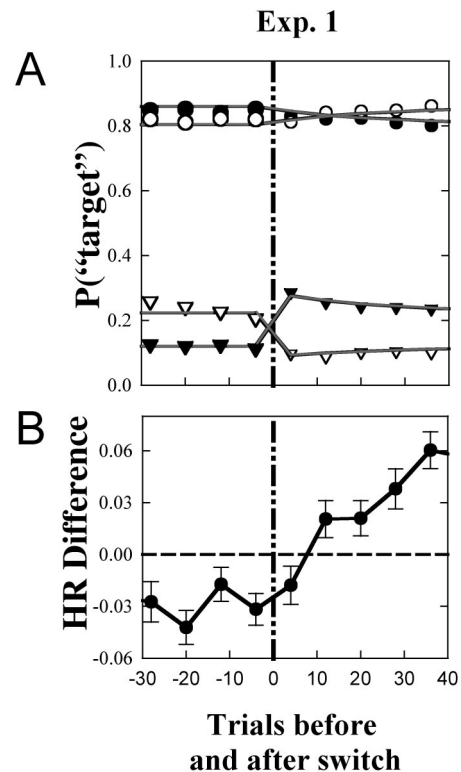 Exp. 1
A
P("target")
1.0
0.8
0.6
0.4
0.2
0.0
B
HR Difference
0.06
0.03
0.00
-0.03
-0.06
-30 -20 -10 0 10 20 30 40
Trials before
and after switch